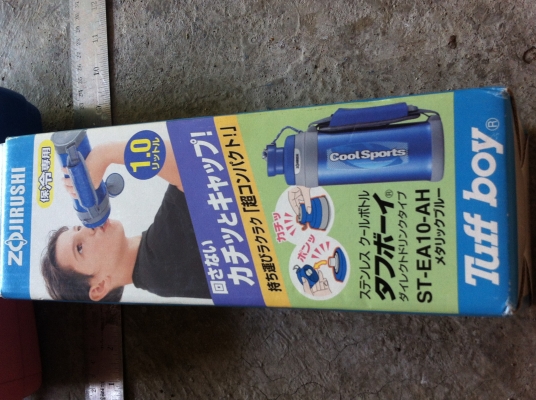 ZOJIRUSHI
保冷専用
1.0
リットル
回さない
カチッとキャップ!
持ち運びラクラク「超コンパクト!」
CoolSports
カチッ
ポンッ
ステンレス クールボトル
タフボーイ®
ダイレクトドリンクタイプ
ST-EA10-AH
メタリックブルー
Tuff boy®